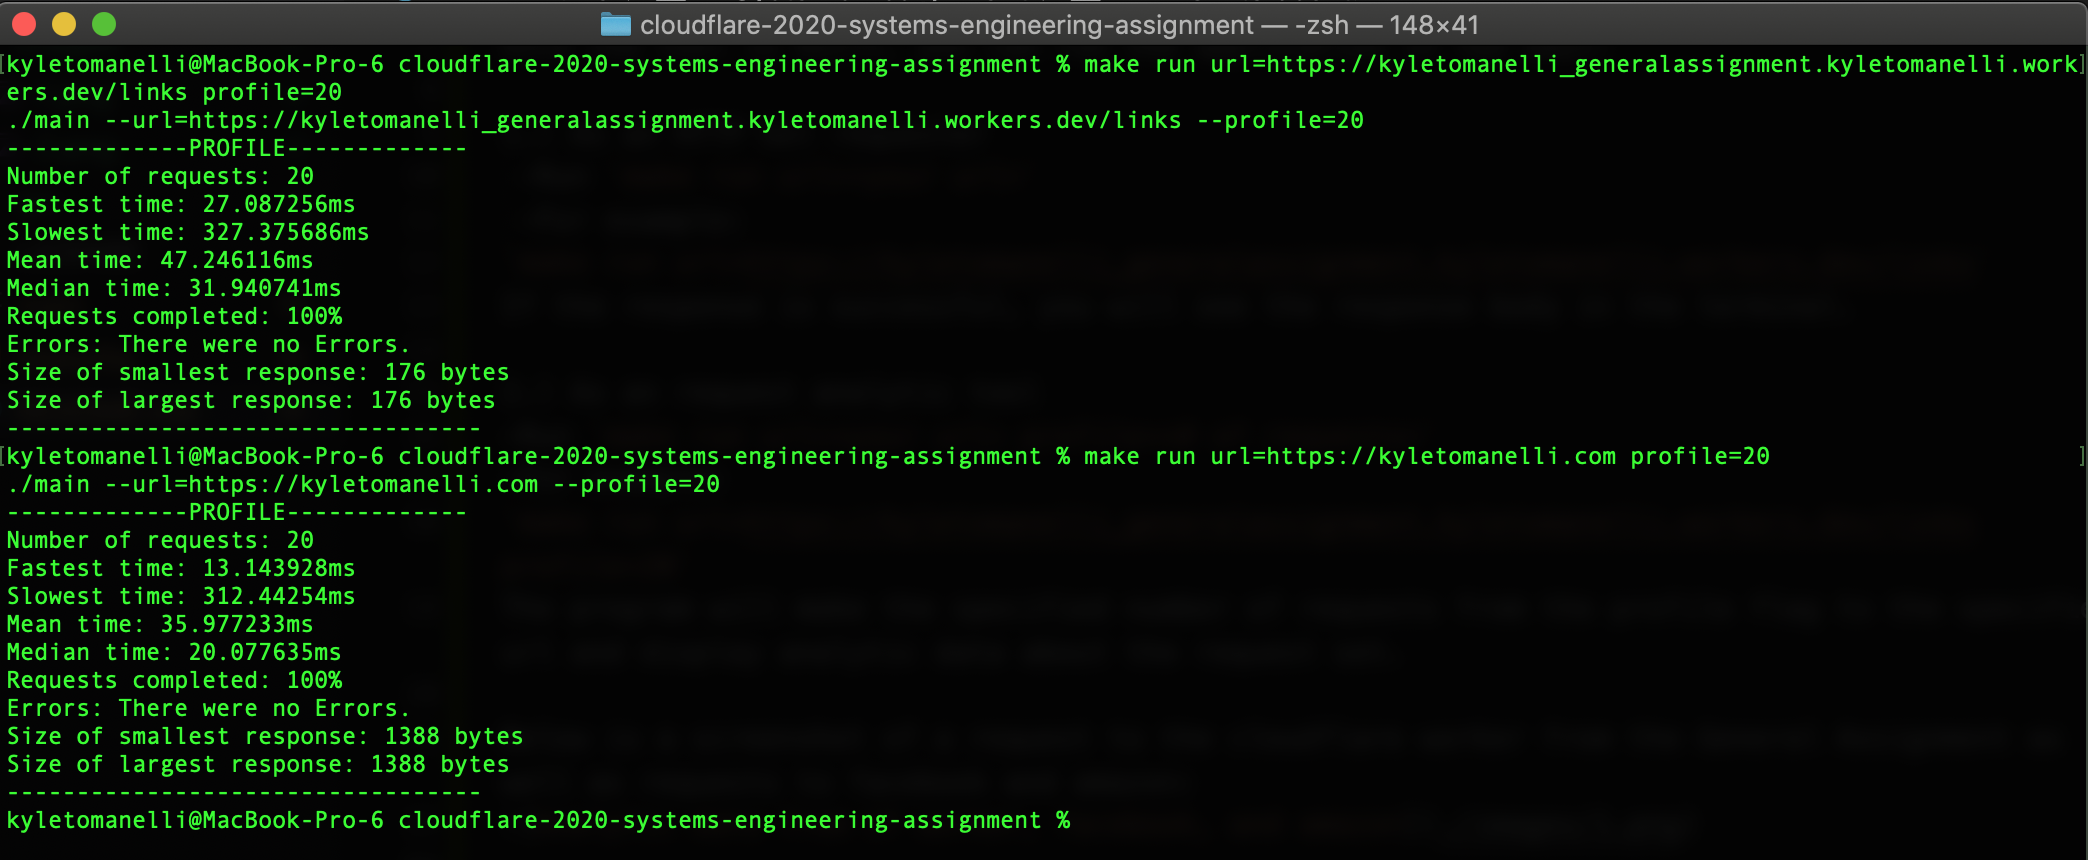 cloudflare-2020-systems-engineering-assignment — -zsh — 148×41
[kyletomanelli@MacBook-Pro-6 cloudflare-2020-systems-engineering-assignment % make run url=https://kyletomanelli_generalassignment.kyletomanelli.work]
ers.dev/links profile=20
./main --url=https://kyletomanelli_generalassignment.kyletomanelli.workers.dev/links --profile=20
-------------PROFILE-------------
Number of requests: 20
Fastest time: 27.087256ms
Slowest time: 327.375686ms
Mean time: 47.246116ms
Median time: 31.940741ms
Requests completed: 100%
Errors: There were no Errors.
Size of smallest response: 176 bytes
Size of largest response: 176 bytes
----------------------------------
[kyletomanelli@MacBook-Pro-6 cloudflare-2020-systems-engineering-assignment % make run url=https://kyletomanelli.com profile=20 ]
./main --url=https://kyletomanelli.com --profile=20
-------------PROFILE-------------
Number of requests: 20
Fastest time: 13.143928ms
Slowest time: 312.44254ms
Mean time: 35.977233ms
Median time: 20.077635ms
Requests completed: 100%
Errors: There were no Errors.
Size of smallest response: 1388 bytes
Size of largest response: 1388 bytes
----------------------------------
kyletomanelli@MacBook-Pro-6 cloudflare-2020-systems-engineering-assignment %